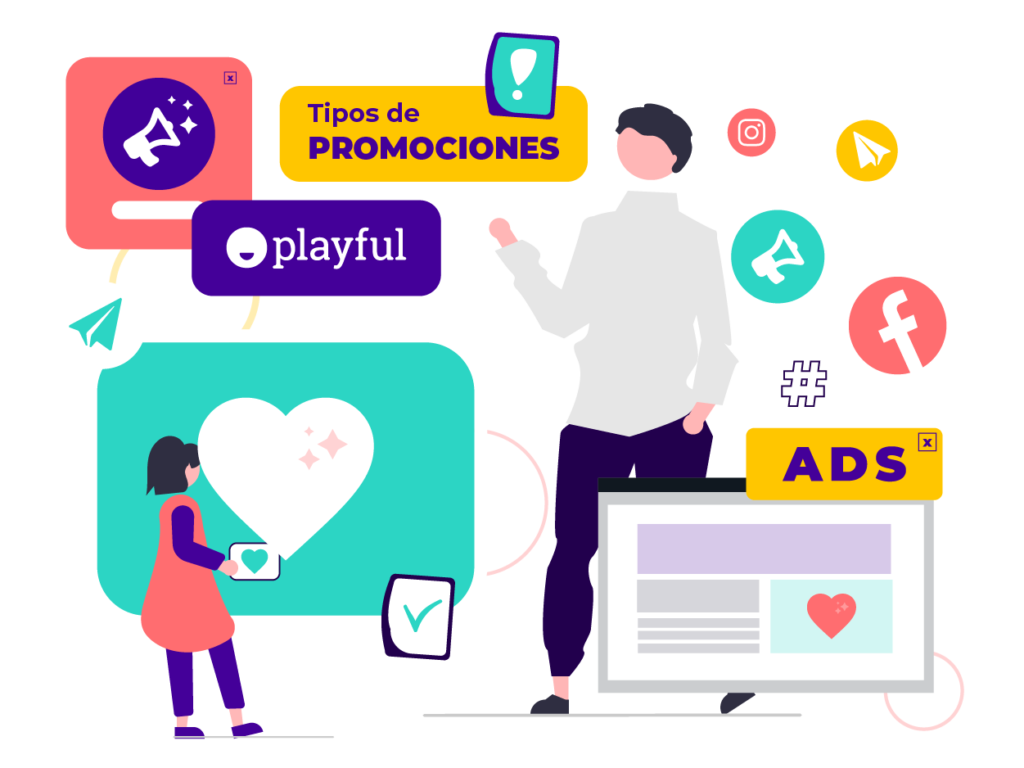 Tipos de
PROMOCIONES
x
playful
#
ADS
x